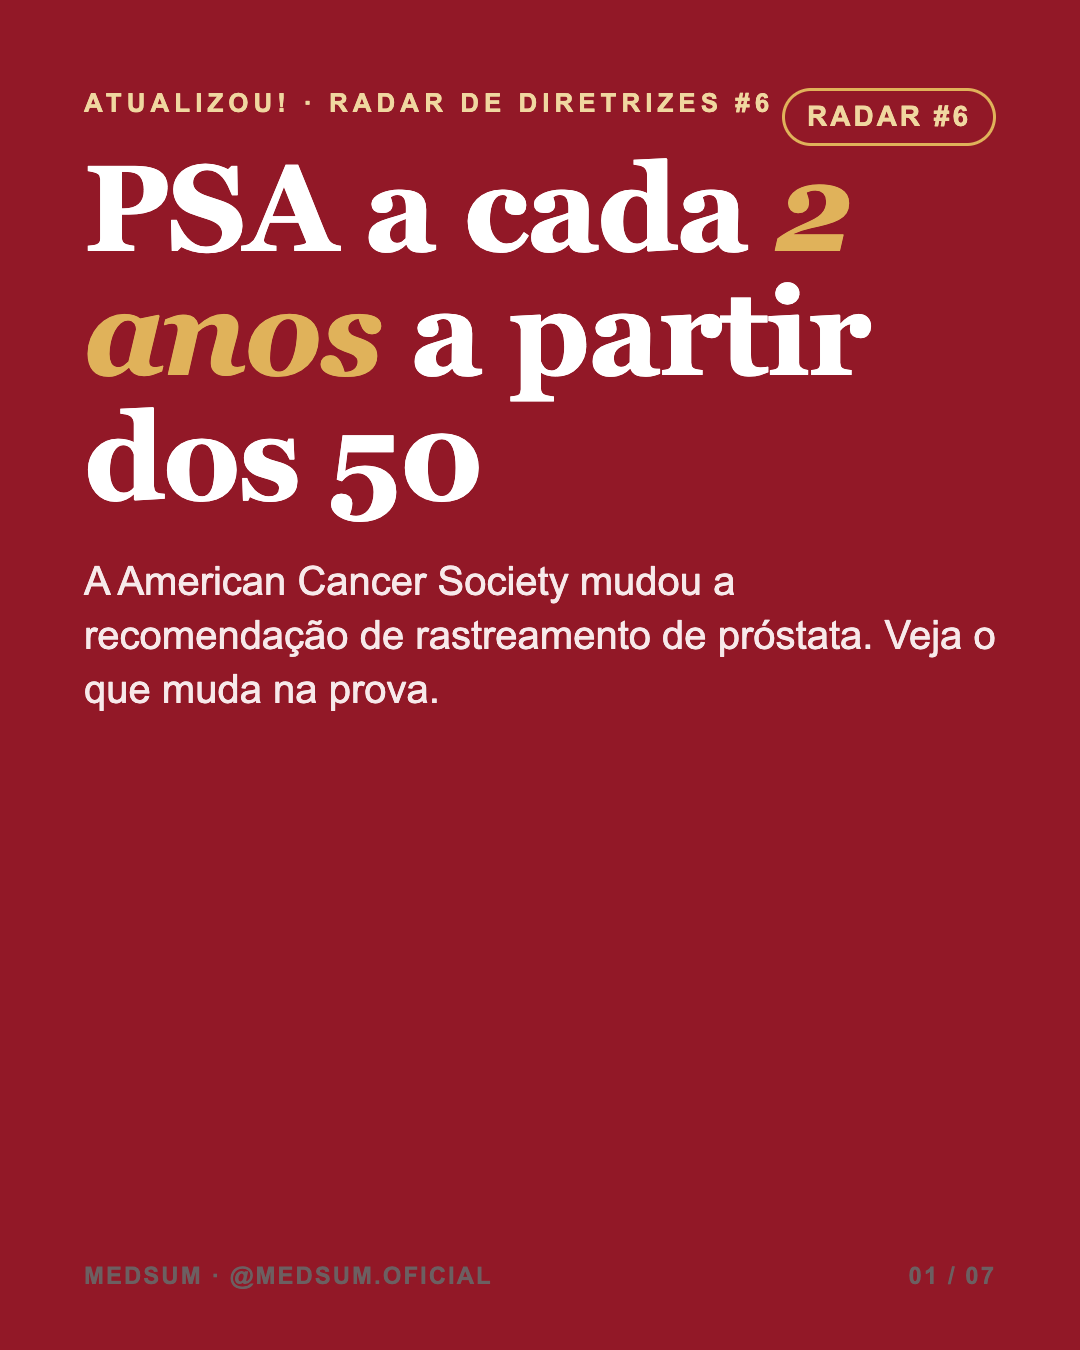 ATUALIZOU! · RADAR DE DIRETRIZES #6
RADAR #6
PSA a cada 2
anos a partir
dos 50
A American Cancer Society mudou a
recomendação de rastreamento de próstata. Veja o
que muda na prova.
MEDSUM · @MEDSUM.OFICIAL
01 / 07